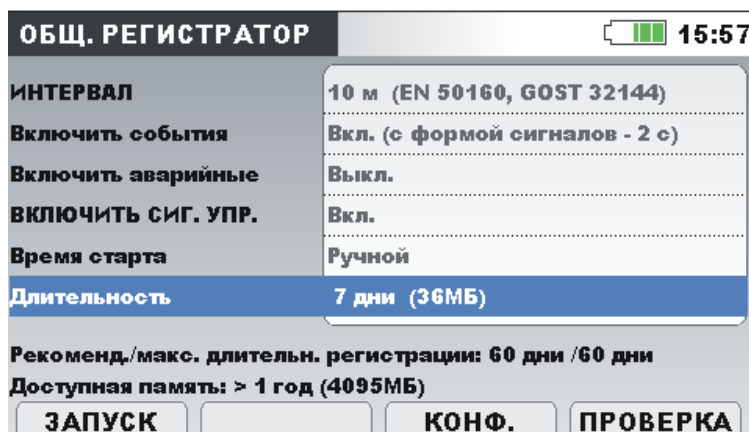 ОБЩ. РЕГИСТРАТОР 15:57
ИНТЕРВАЛ 10 м (EN 50160, GOST 32144)
Включить события Вкл. (с формой сигналов - 2 с)
Включить аварийные Выкл.
ВКЛЮЧИТЬ СИГ. УПР. Вкл.
Время старта Ручной
Длительность 7 дни (36МБ)
Рекоменд./макс. длительн. регистрации: 60 дни /60 дни
Доступная память: > 1 год (4095МБ)
ЗАПУСК КОНФ. ПРОВЕРКА